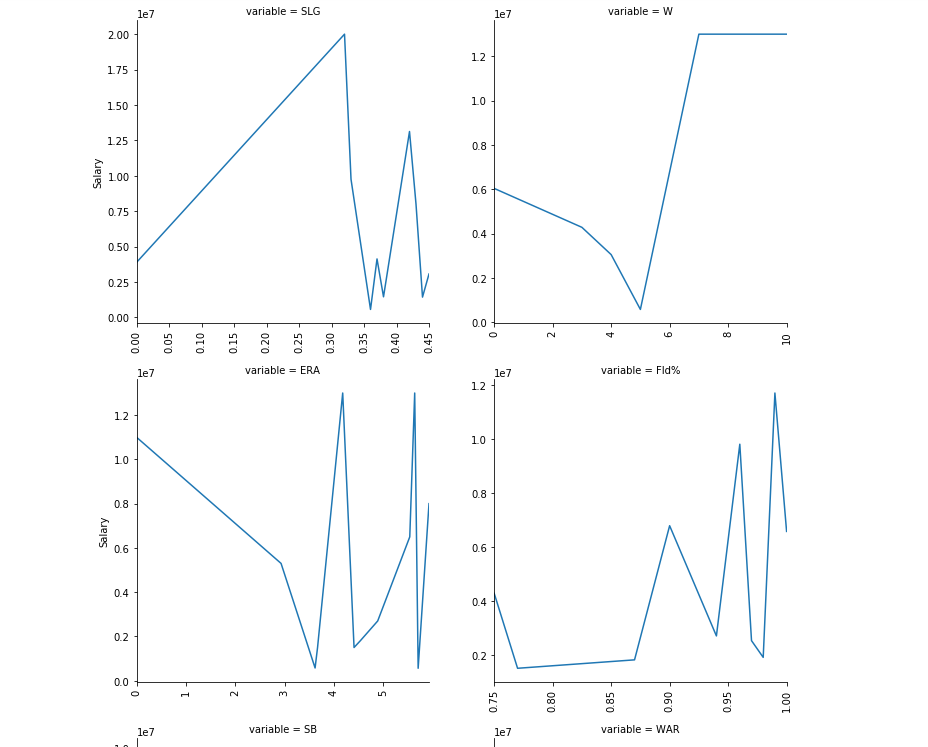 variable = SLG
1e7
2.00
1.75
1.50
1.25
1.00
0.75
0.50
0.25
0.00
Salary
0.00 0.05 0.10 0.15 0.20 0.25 0.30 0.35 0.40 0.45
variable = W
1e7
1.2
1.0
0.8
0.6
0.4
0.2
0.0
0 2 4 6 8 10
variable = ERA
1e7
1.2
1.0
0.8
0.6
0.4
0.2
0.0
Salary
0 1 2 3 4 5
variable = Fld%
1e7
1.2
1.0
0.8
0.6
0.4
0.2
0.75 0.80 0.85 0.90 0.95 1.00
variable = SB
1e7
1.0
variable = WAR
1e7